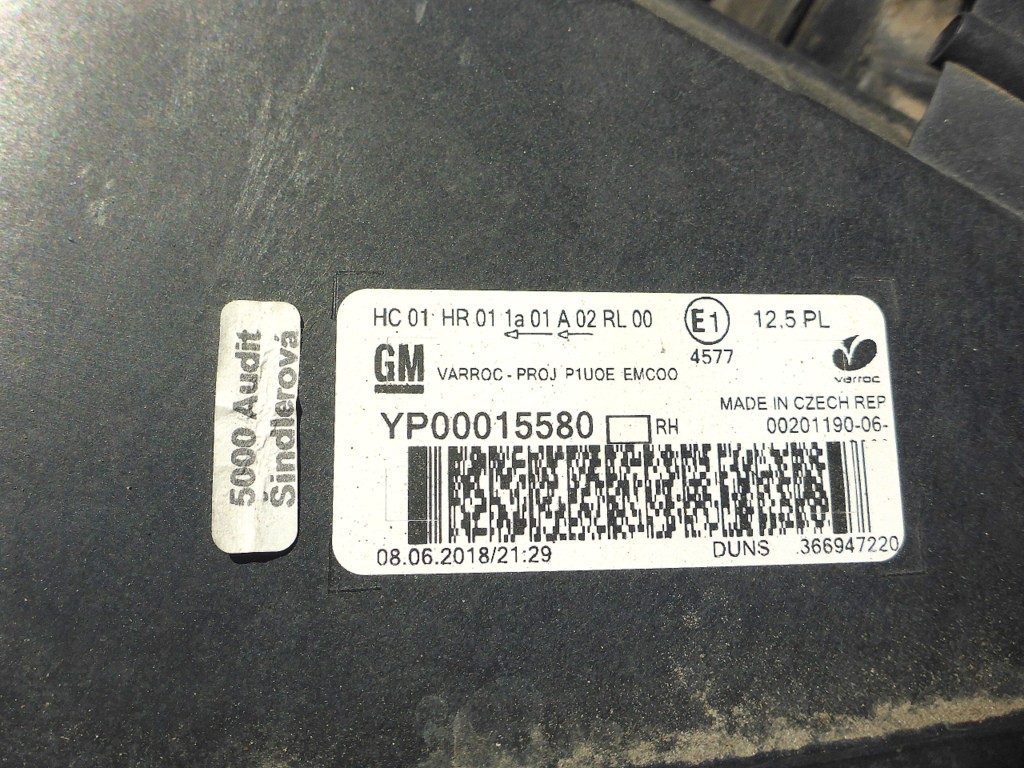 5000 Audit
Šindlerová
HC 01 HR 01 1a 01 A 02 RL 00
E1
4577
12,5 PL
GM
VARROC - PROJ P1UOE EMCOO
varroc
MADE IN CZECH REP
YP00015580 RH
00201190-06-
08.06.2018/21:29
DUNS 366947220